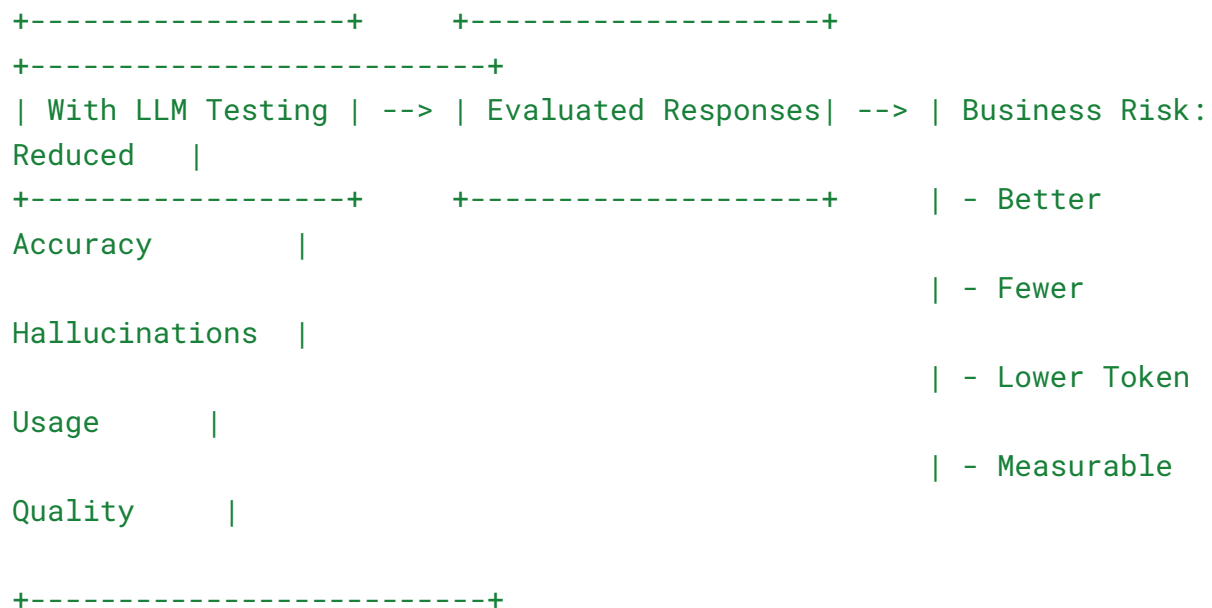 +------------------+     +--------------------+
+--------------------------+
| With LLM Testing | --> | Evaluated Responses| --> | Business Risk:
Reduced   |
+------------------+     +--------------------+     | - Better
Accuracy        |
                                                    | - Fewer
Hallucinations  |
                                                    | - Lower Token
Usage      |
                                                    | - Measurable
Quality     |
+--------------------------+